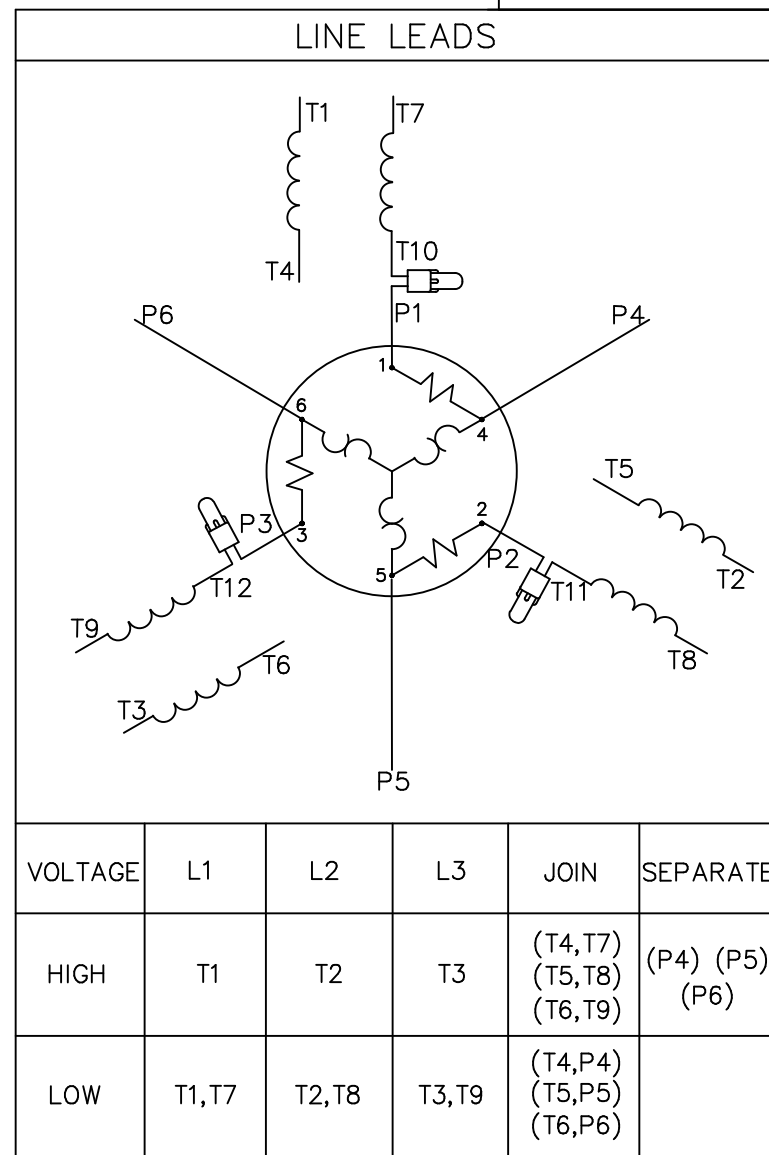 LINE LEADS
T1
T7
T4
T10
P6
P1
P4
1
6
4
T5
P3
3
2
5
P2
T12
T11
T2
T9
T6
T8
T3
P5
VOLTAGE L1 L2 L3 JOIN SEPARATE
HIGH T1 T2 T3 (T4,T7) (P4) (P5)
(T5,T8) (P6)
(T6,T9)
LOW T1,T7 T2,T8 T3,T9 (T4,P4)
(T5,P5)
(T6,P6)